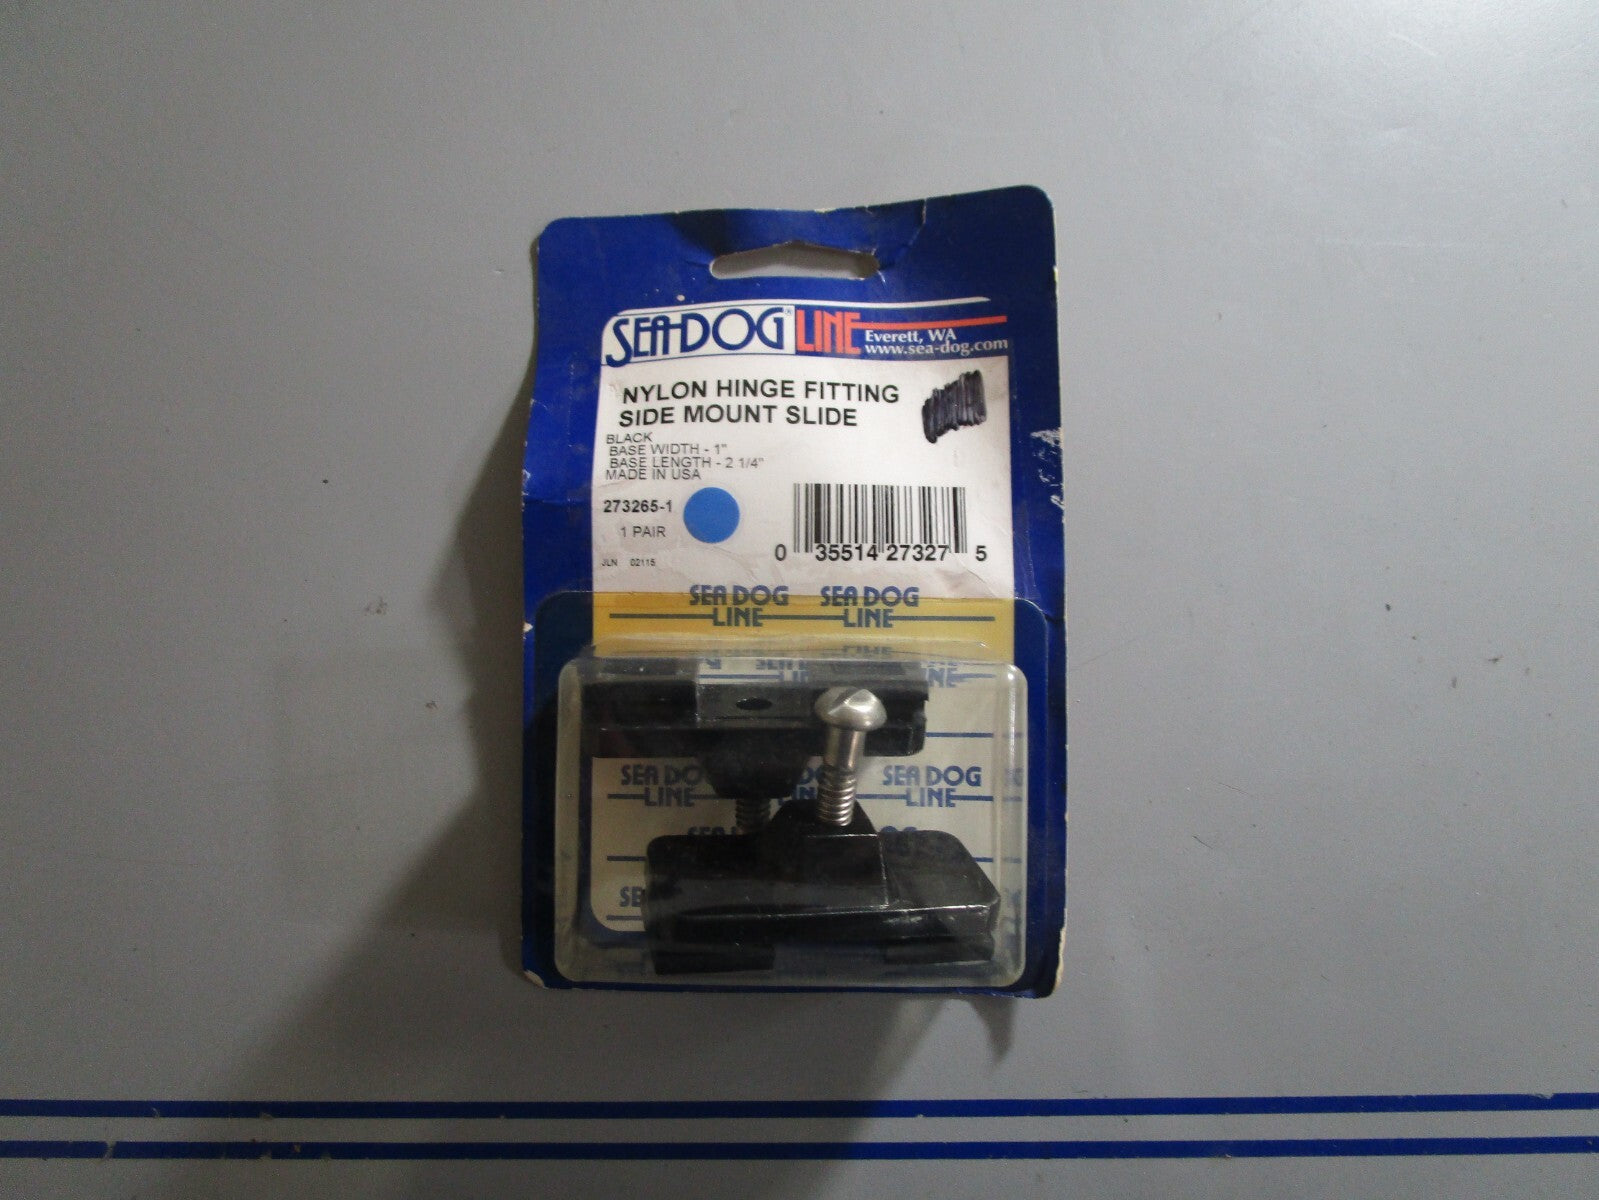 SEA-DOG® LINE
Everett, WA
www.sea-dog.com
NYLON HINGE FITTING
SIDE MOUNT SLIDE
BLACK
BASE WIDTH - 1"
BASE LENGTH - 2 1/4"
MADE IN USA
273265-1
1 PAIR
JLN 02115
0 35514 27327 5
SEA DOG SEA DOG
LINE LINE
LINE
SEA DOG
LINE
SEA DOG
LINE